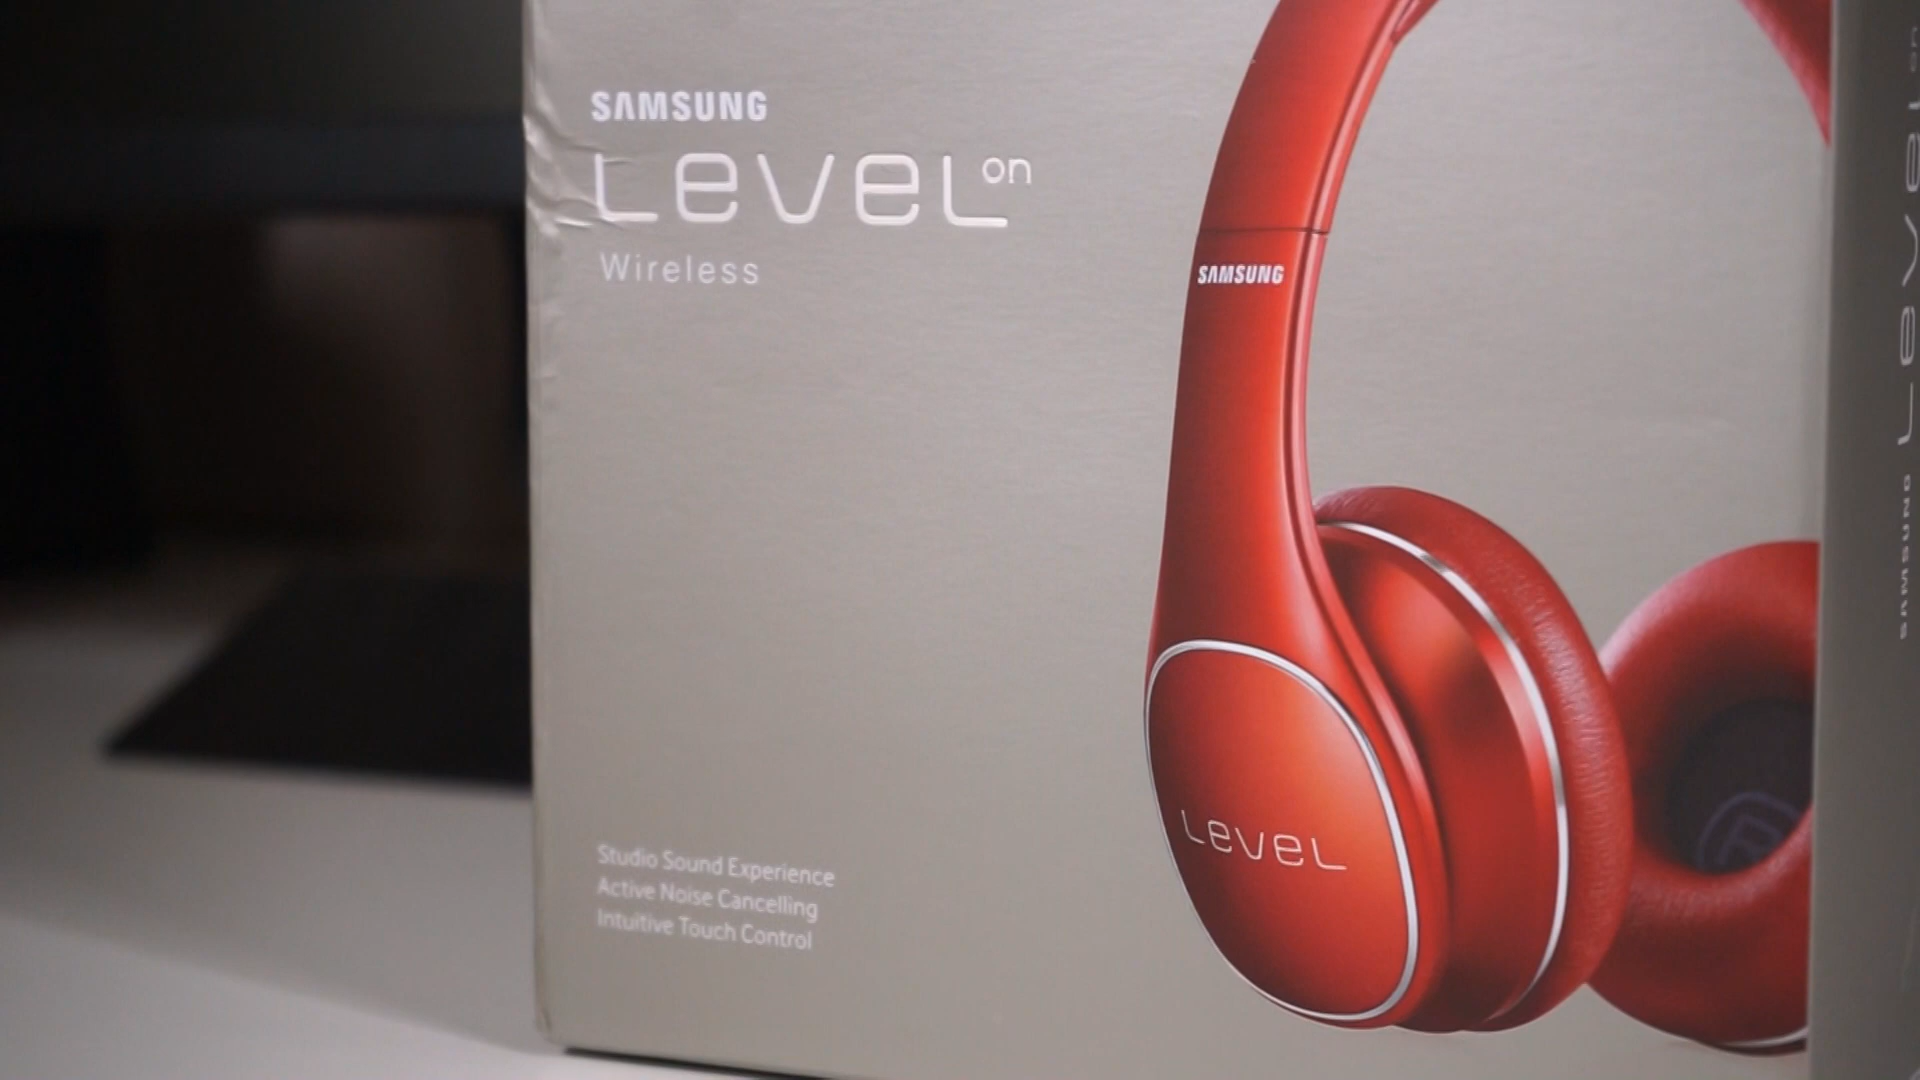 SAMSUNG
LEVEL on
Wireless
SAMSUNG
LEVEL
Studio Sound Experience
Active Noise Cancelling
Intuitive Touch Control
SAMSUNG LEVEL on